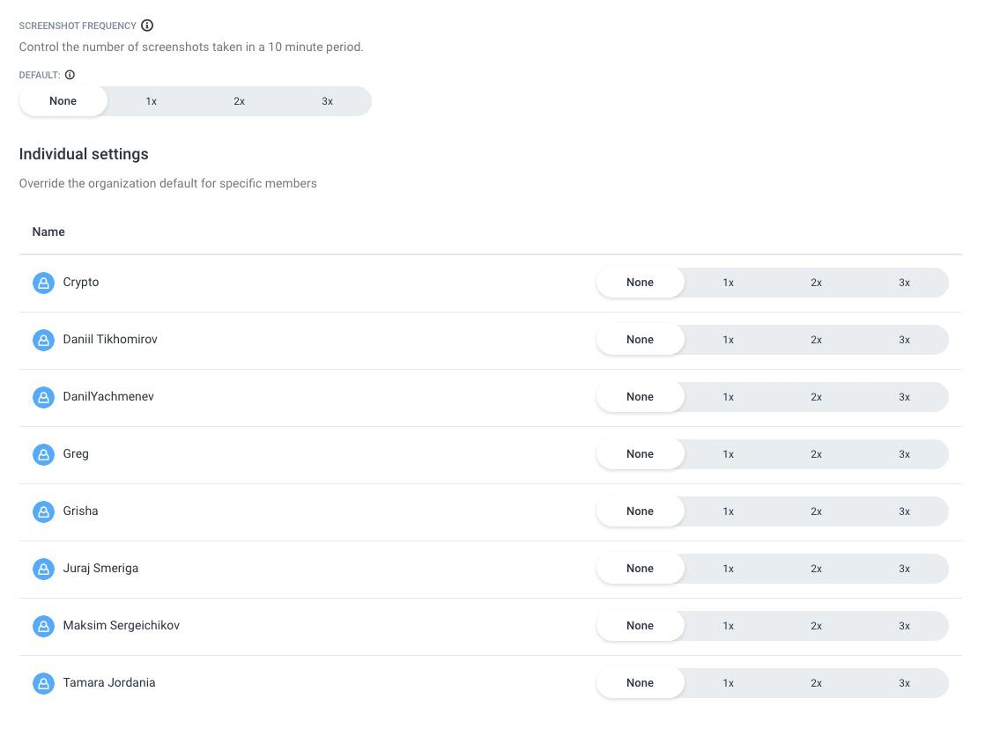 SCREENSHOT FREQUENCY
Control the number of screenshots taken in a 10 minute period.
DEFAULT:
None 1x 2x 3x
Individual settings
Override the organization default for specific members
Name
Crypto None 1x 2x 3x
Daniil Tikhomirov None 1x 2x 3x
DanilYachmenev None 1x 2x 3x
Greg None 1x 2x 3x
Grisha None 1x 2x 3x
Juraj Smeriga None 1x 2x 3x
Maksim Sergeichikov None 1x 2x 3x
Tamara Jordania None 1x 2x 3x